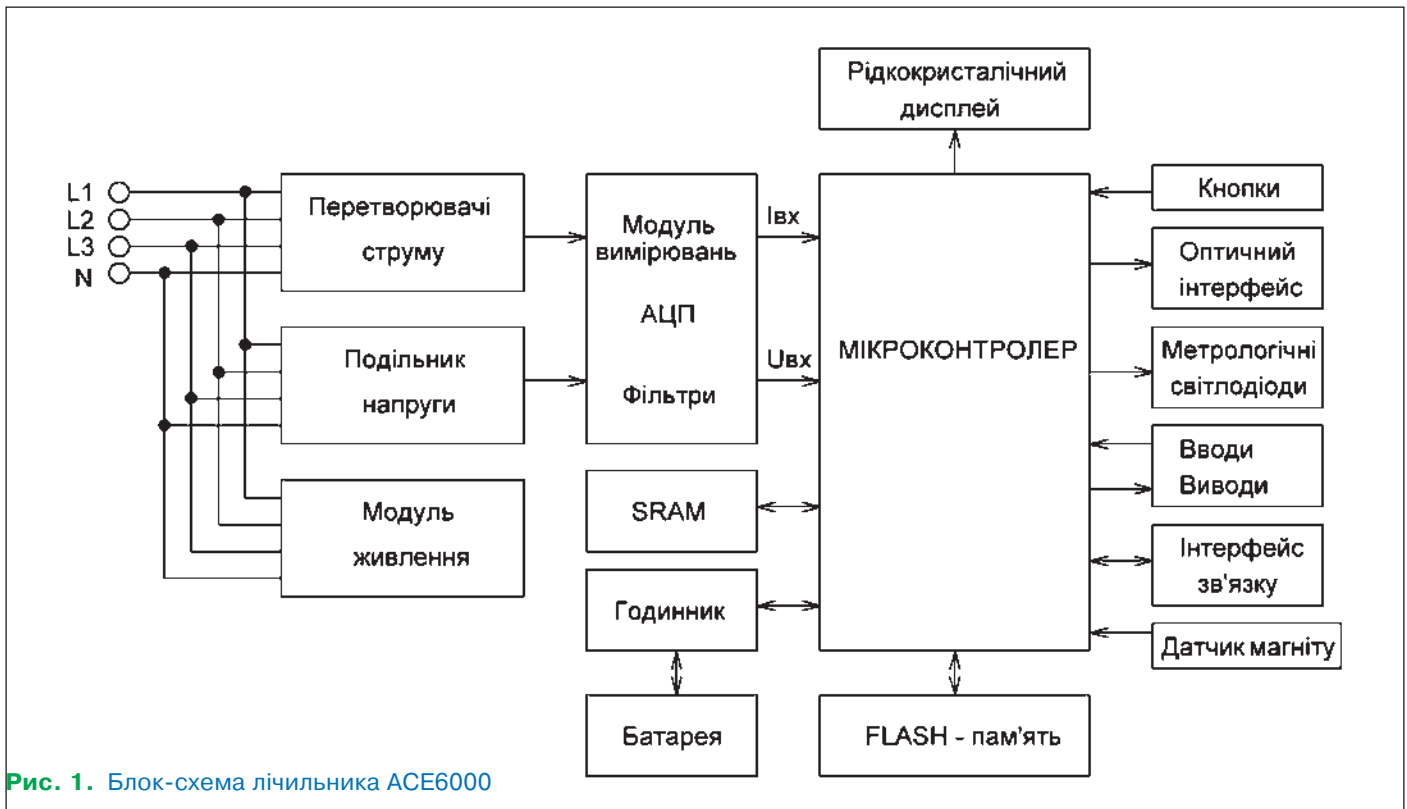 Рідкокристалічний
дисплей
L1
L2
L3
N
Перетворювачі
струму
Модуль
вимірювань
АЦП
Фільтри
Iвх
Uвх
МІКРОКОНТРОЛЕР
Кнопки
Оптичний
інтерфейс
Подільник
напруги
Метрологічні
світлодіоди
Вводи
Виводи
Модуль
живлення
SRAM
Годинник
Інтерфейс
зв'язку
Датчик магніту
Батарея
FLASH - пам'ять
Рис. 1. Блок-схема лічильника ACE6000